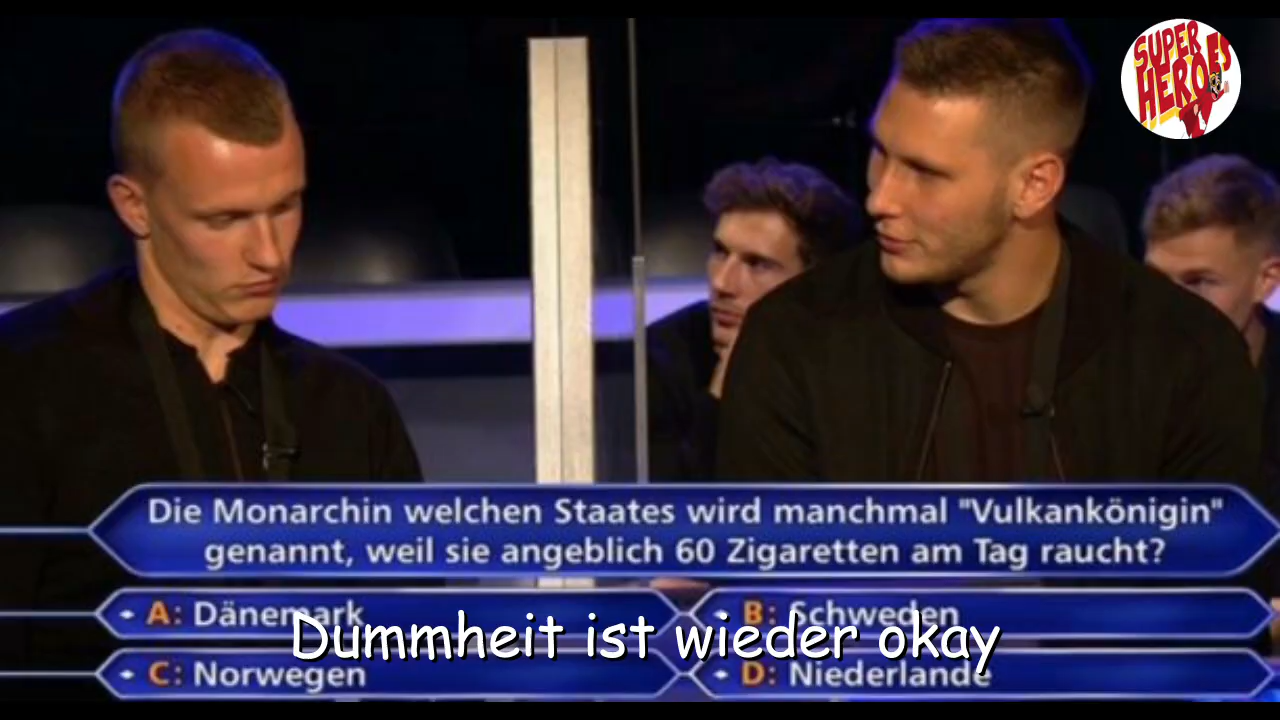 SUPER
HEROES
Die Monarchin welchen Staates wird manchmal "Vulkankönigin"
genannt, weil sie angeblich 60 Zigaretten am Tag raucht?
A: Dänemark
B: Schweden
Dummheit ist wieder okay
C: Norwegen
D: Niederlande